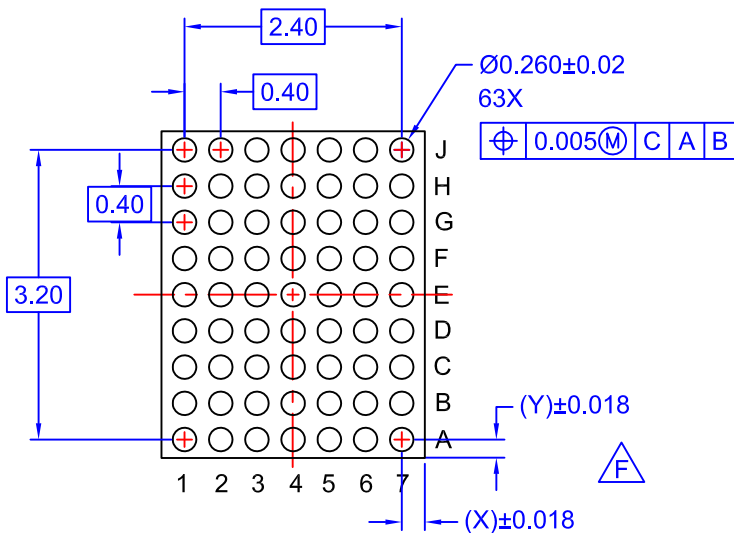 2.40
Ø0.260±0.02
63X
0.40
⌖ 0.005Ⓜ C A B
J
H
0.40
G
F
3.20
E
D
C
B
(Y)±0.018
A
F
1 2 3 4 5 6 7
(X)±0.018